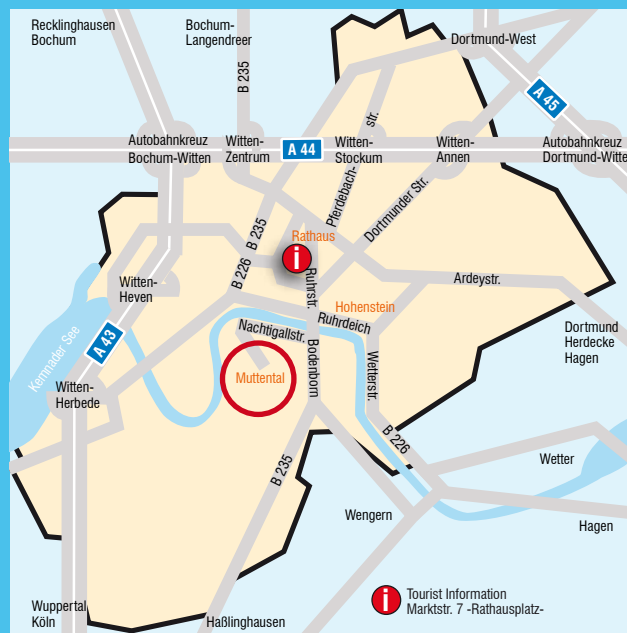 Recklinghausen
Bochum
Bochum-
Langendreer
Dortmund-West
B 235
A 45
str.
Autobahnkreuz
Bochum-Witten
Witten-
Zentrum
A 44
Witten-
Stockum
Witten-
Annen
Autobahnkreuz
Dortmund-Witte
Pferdebach-
Dortmunder Str.
B 235
Rathaus
i
B 226
Ruhrstr.
Ardeystr.
Witten-
Heven
Hohenstein
Kemnader See
A 43
Nachtigallstr.
Ruhrdeich
Dortmund
Herdecke
Hagen
Bodenborn
Wetterstr.
Muttental
Witten-
Herbede
B 226
B 235
Wetter
Wengern
Hagen
Wuppertal
Köln
Haßlinghausen
i
Tourist Information
Marktstr. 7 -Rathausplatz-